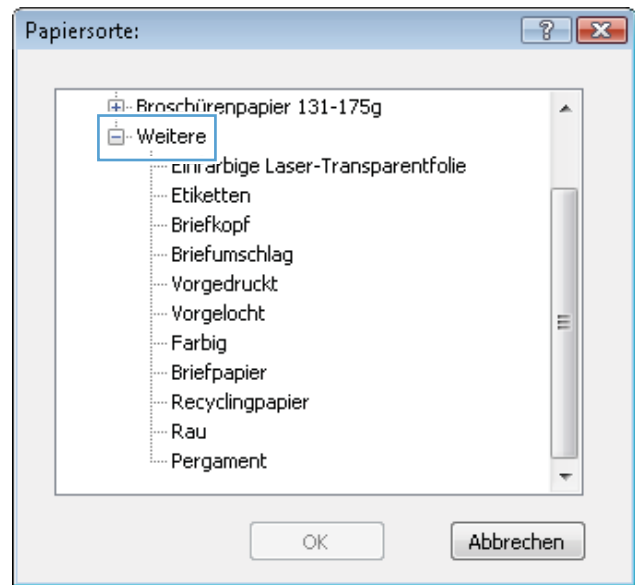 Papiersorte:
Broschürenpapier 131-175g
Weitere
Einfarbige Laser-Transparentfolie
Etiketten
Briefkopf
Briefumschlag
Vorgedruckt
Vorgelocht
Farbig
Briefpapier
Recyclingpapier
Rau
Pergament
OK
Abbrechen